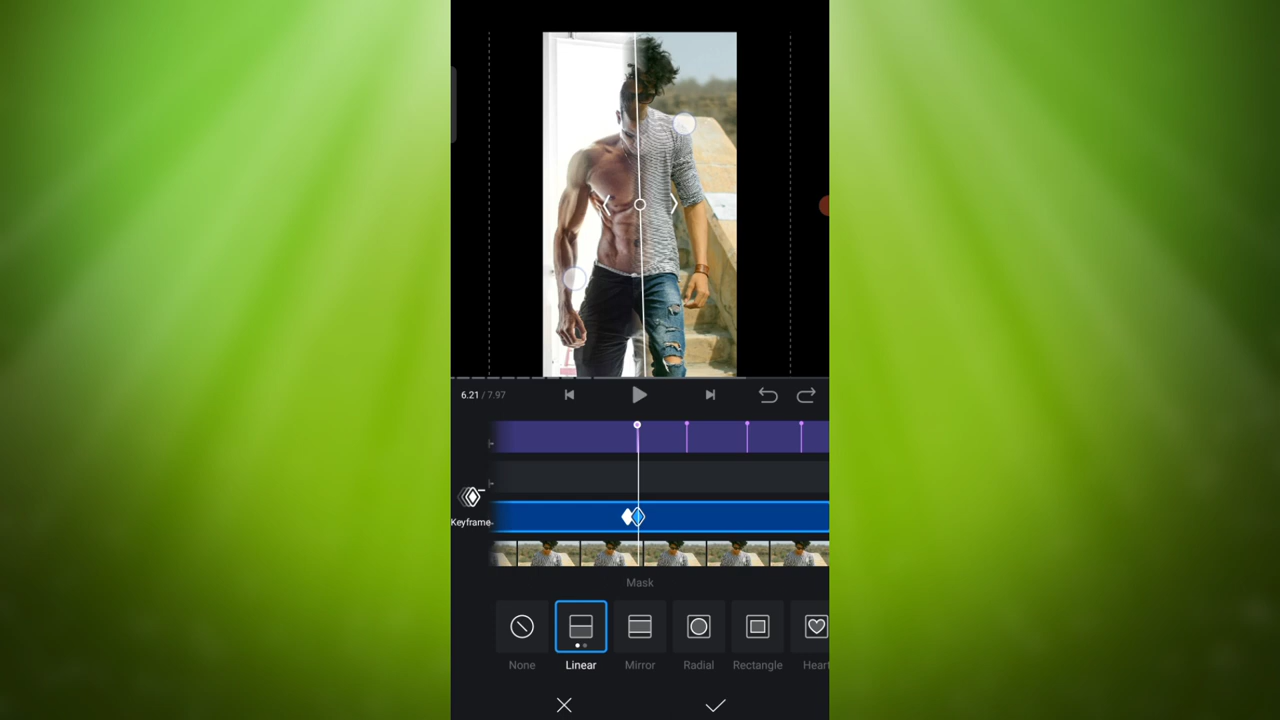 6.21 / 7.97
Keyframe
Mask
None
Linear
Mirror
Radial
Rectangle
Heart